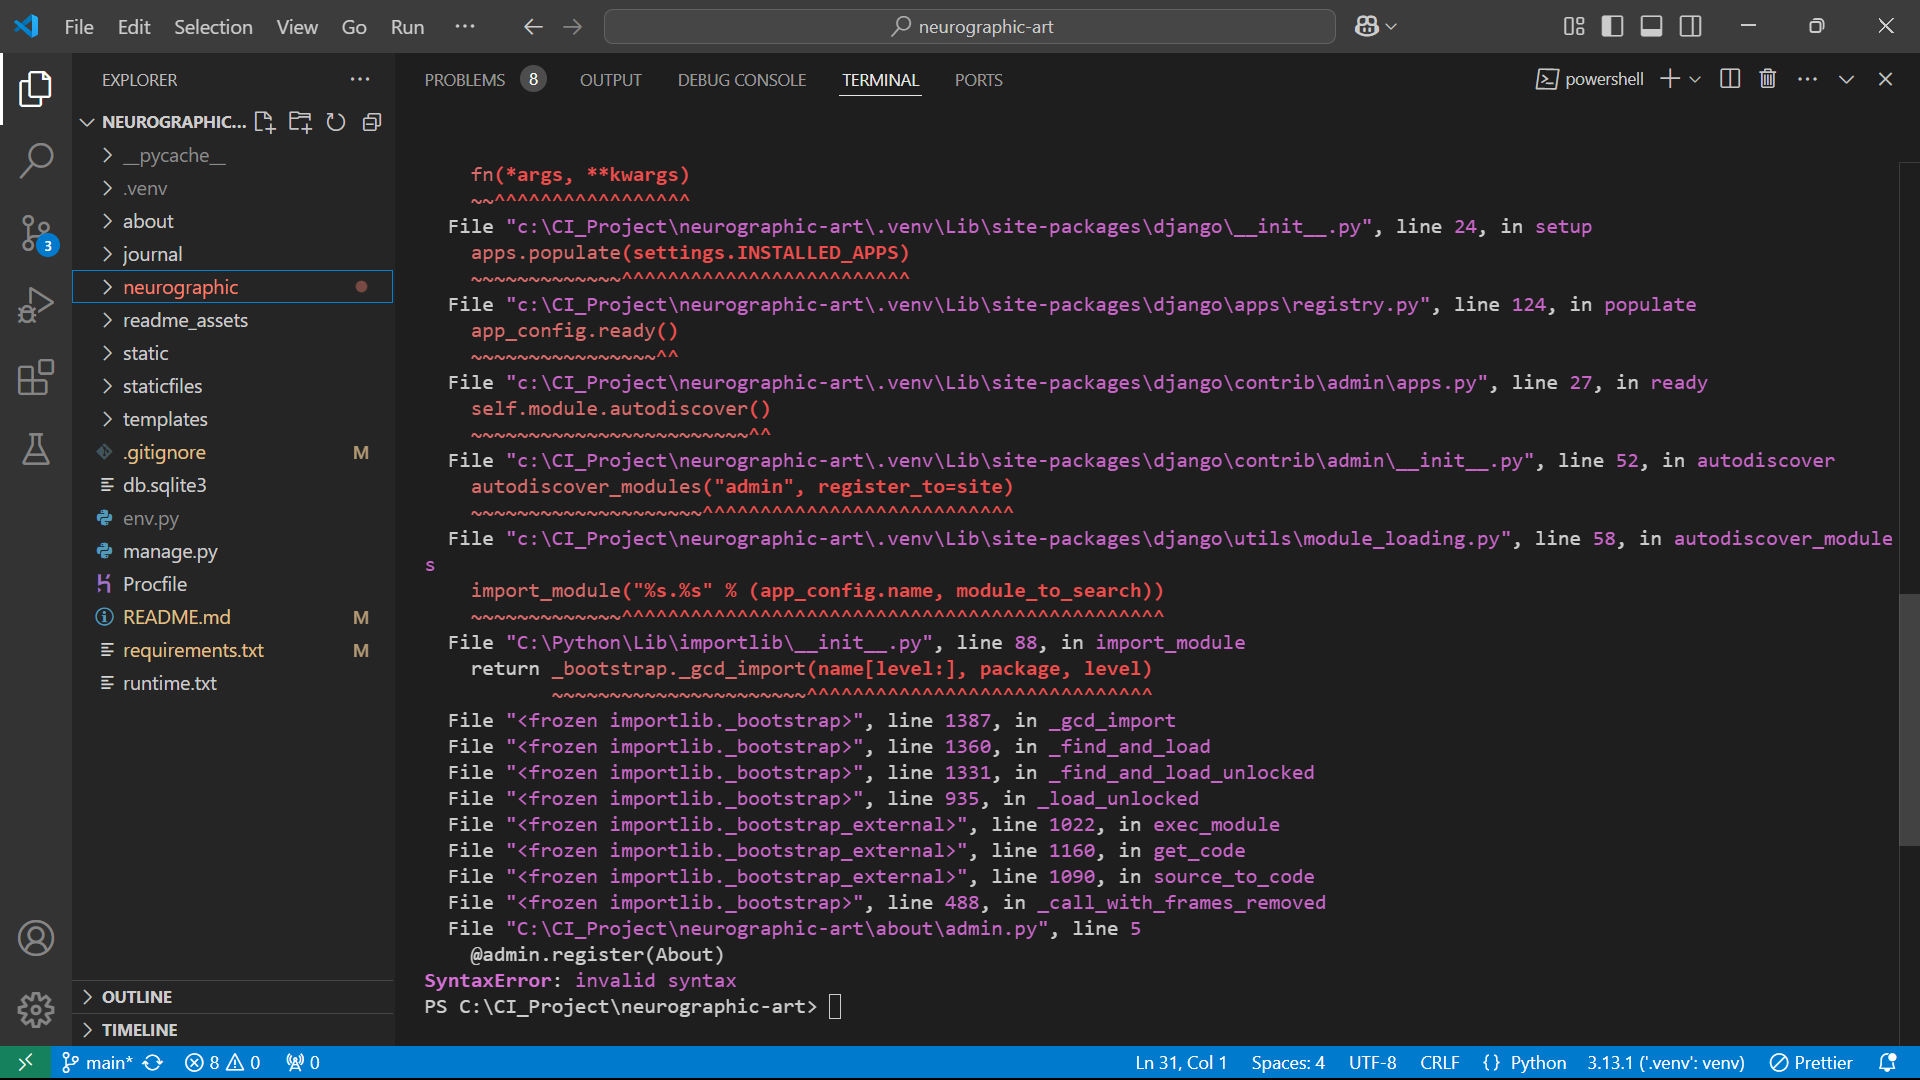 File Edit Selection View Go Run ···
neurographic-art
EXPLORER
PROBLEMS 8 OUTPUT DEBUG CONSOLE TERMINAL PORTS
powershell
NEUROGRAPHIC...
__pycache__
.venv
about
journal
neurographic
readme_assets
static
staticfiles
templates
.gitignore M
db.sqlite3
env.py
manage.py
Procfile
README.md M
requirements.txt M
runtime.txt
OUTLINE
TIMELINE
3
fn(*args, **kwargs)
~~^^^^^^^^^^^^^^^^^
File "c:\CI_Project\neurographic-art\.venv\Lib\site-packages\django\__init__.py", line 24, in setup
apps.populate(settings.INSTALLED_APPS)
~~~~~~~~~~~~~^^^^^^^^^^^^^^^^^^^^^^^^^
File "c:\CI_Project\neurographic-art\.venv\Lib\site-packages\django\apps\registry.py", line 124, in populate
app_config.ready()
~~~~~~~~~~~~~~~~^^
File "c:\CI_Project\neurographic-art\.venv\Lib\site-packages\django\contrib\admin\apps.py", line 27, in ready
self.module.autodiscover()
~~~~~~~~~~~~~~~~~~~~~~~~^^
File "c:\CI_Project\neurographic-art\.venv\Lib\site-packages\django\contrib\admin\__init__.py", line 52, in autodiscover
autodiscover_modules("admin", register_to=site)
~~~~~~~~~~~~~~~~~~~~^^^^^^^^^^^^^^^^^^^^^^^^^^^
File "c:\CI_Project\neurographic-art\.venv\Lib\site-packages\django\utils\module_loading.py", line 58, in autodiscover_module
s
import_module("%s.%s" % (app_config.name, module_to_search))
~~~~~~~~~~~~~^^^^^^^^^^^^^^^^^^^^^^^^^^^^^^^^^^^^^^^^^^^^^^^
File "C:\Python\Lib\importlib\__init__.py", line 88, in import_module
return _bootstrap._gcd_import(name[level:], package, level)
~~~~~~~~~~~~~~~~~~~~~~^^^^^^^^^^^^^^^^^^^^^^^^^^^^^^
File "<frozen importlib._bootstrap>", line 1387, in _gcd_import
File "<frozen importlib._bootstrap>", line 1360, in _find_and_load
File "<frozen importlib._bootstrap>", line 1331, in _find_and_load_unlocked
File "<frozen importlib._bootstrap>", line 935, in _load_unlocked
File "<frozen importlib._bootstrap_external>", line 1022, in exec_module
File "<frozen importlib._bootstrap_external>", line 1160, in get_code
File "<frozen importlib._bootstrap_external>", line 1090, in source_to_code
File "<frozen importlib._bootstrap>", line 488, in _call_with_frames_removed
File "C:\CI_Project\neurographic-art\about\admin.py", line 5
@admin.register(About)
SyntaxError: invalid syntax
PS C:\CI_Project\neurographic-art>
main* 8 0 0 Ln 31, Col 1 Spaces: 4 UTF-8 CRLF {} Python 3.13.1 ('.venv': venv) Prettier